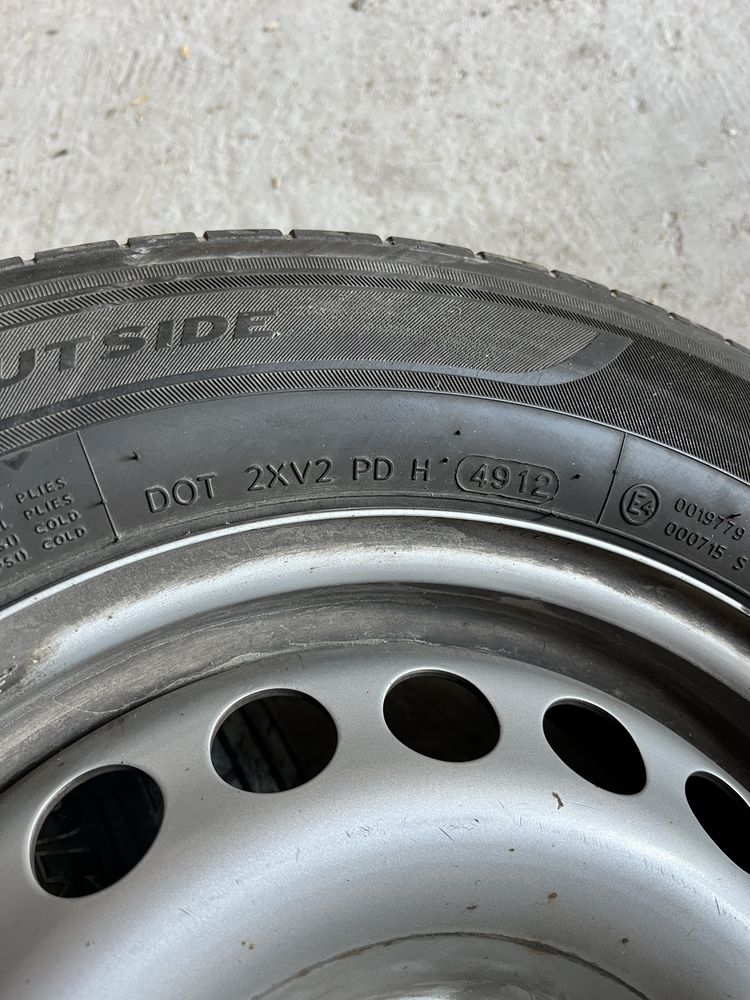 UTSIDE
DOT 2XV2 PD H 4912
PLIES
PLIES
COLD
COLD
E4
0019779
000715 S